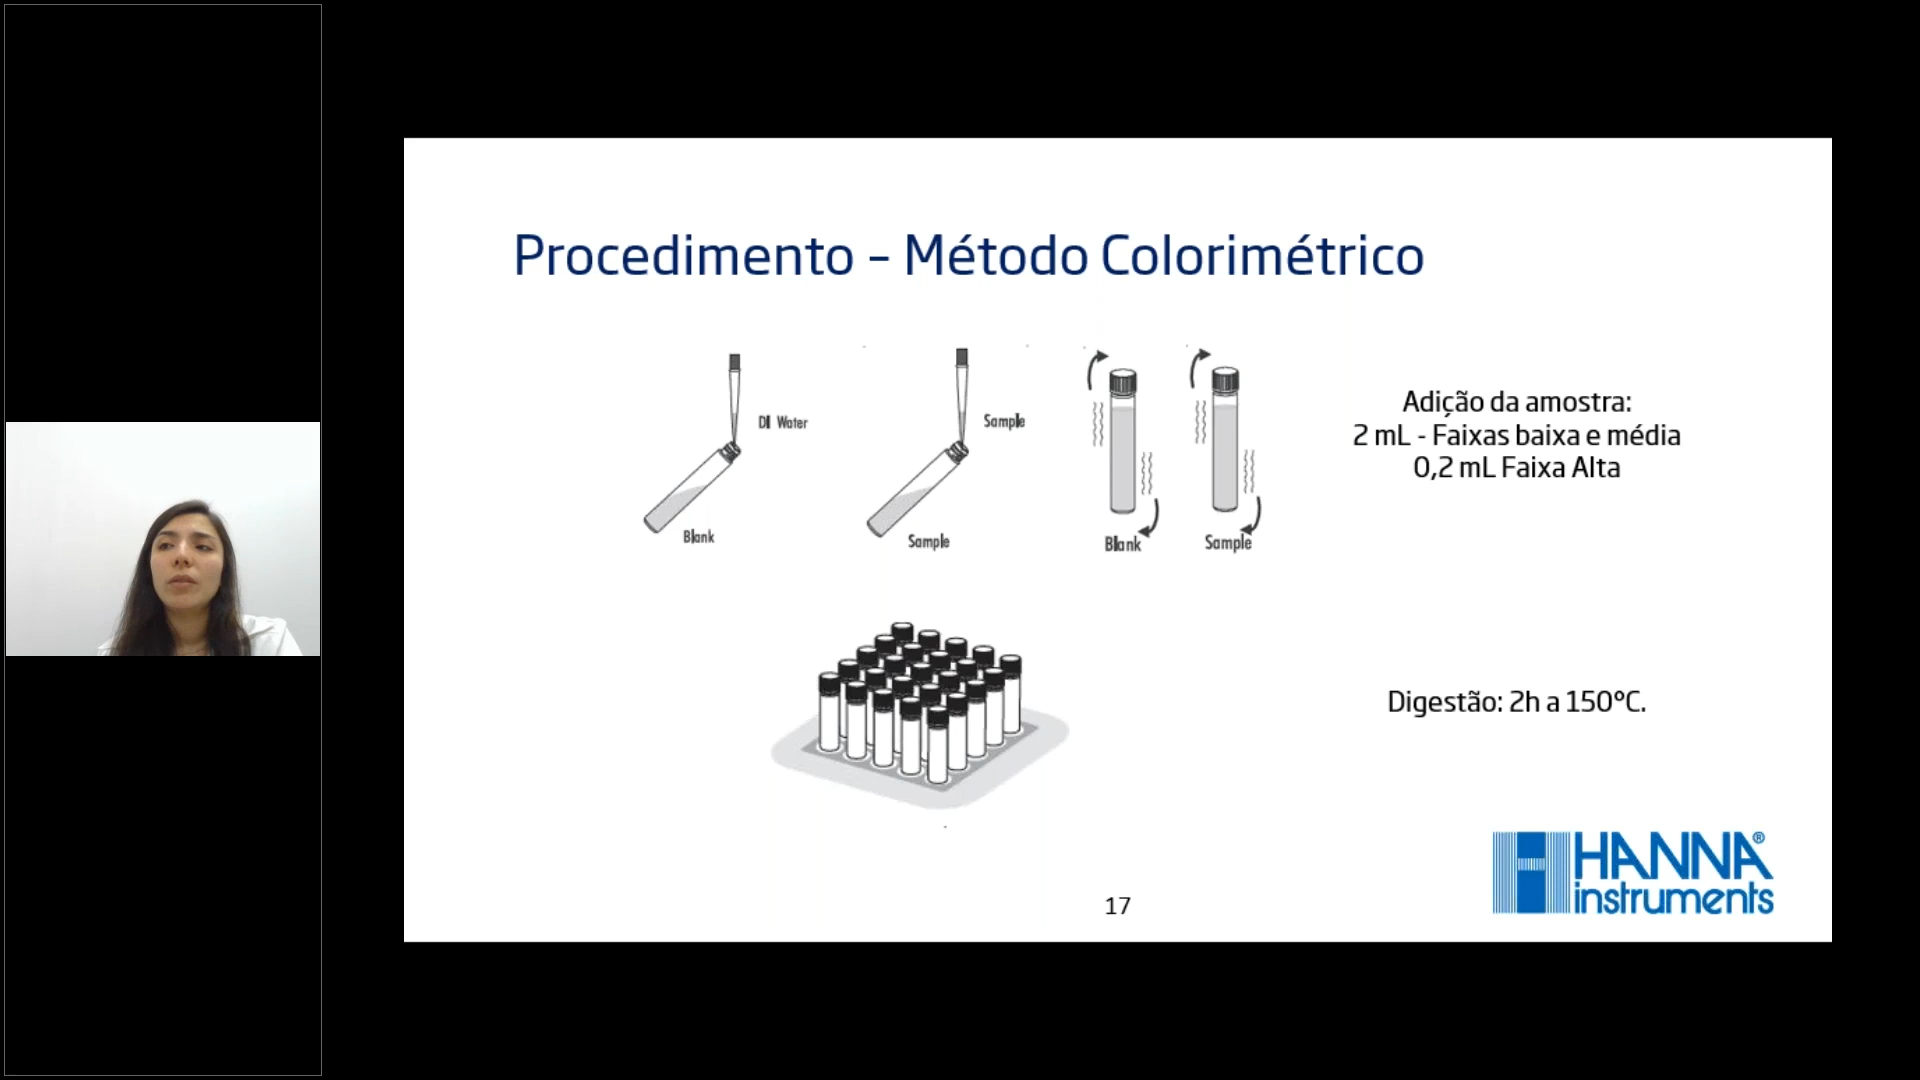 Procedimento – Método Colorimétrico
DI Water
Blank
Sample
Sample
Blank
Sample
Adição da amostra:
2 mL - Faixas baixa e média
0,2 mL Faixa Alta
Digestão: 2h a 150°C.
HANNA®
instruments
17